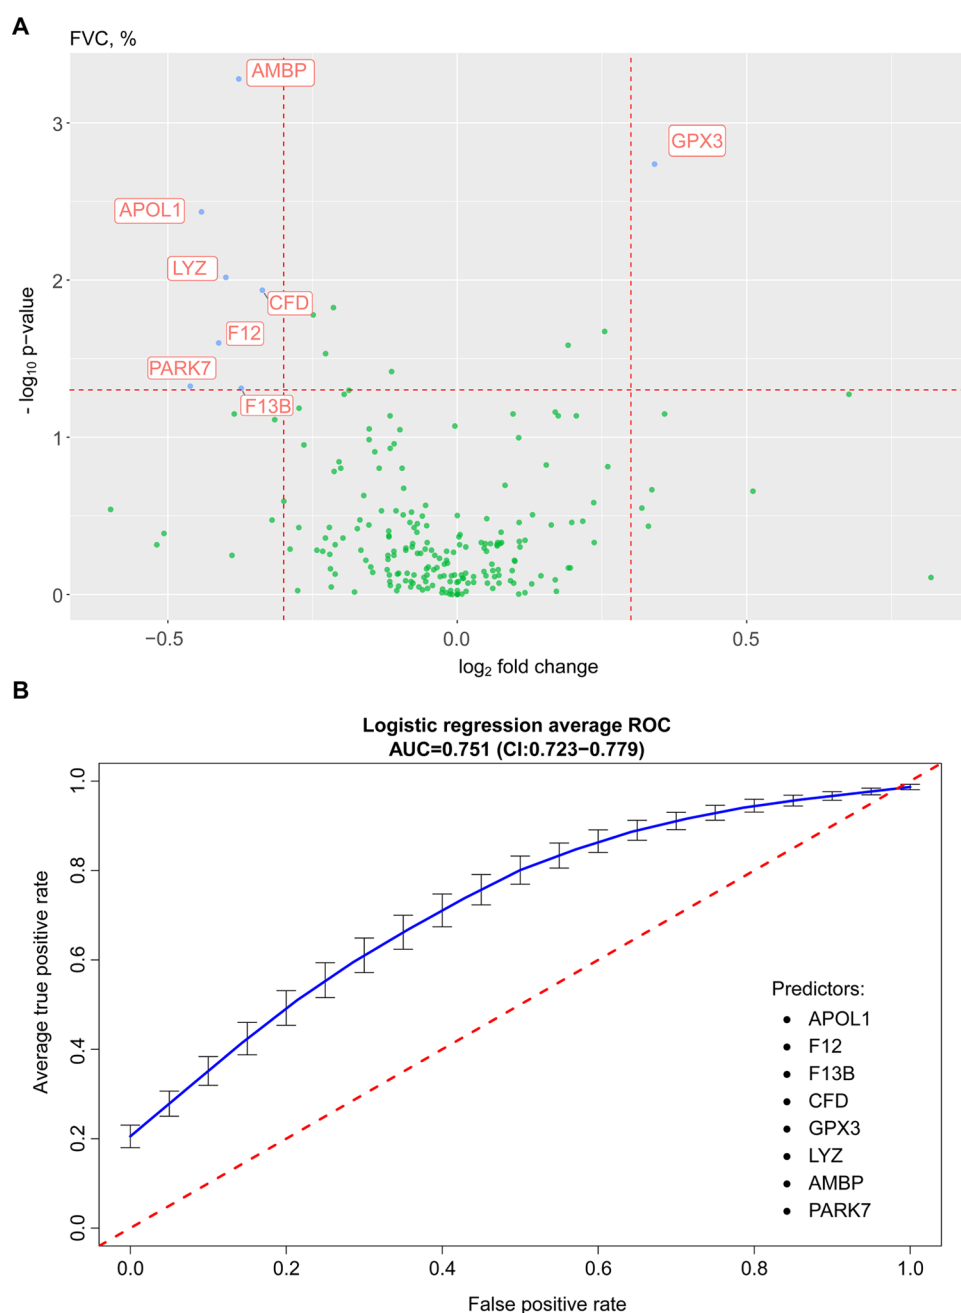 A
FVC, %
AMBP
GPX3
APOL1
LYZ
CFD
F12
PARK7
F13B
3
2
1
0
- log₁₀ p−value
−0.5
0.0
0.5
log₂ fold change
B
Logistic regression average ROC
AUC=0.751 (CI:0.723−0.779)
1.0
0.8
0.6
0.4
0.2
0.0
Average true positive rate
Predictors:
• APOL1
• F12
• F13B
• CFD
• GPX3
• LYZ
• AMBP
• PARK7
0.0
0.2
0.4
0.6
0.8
1.0
False positive rate